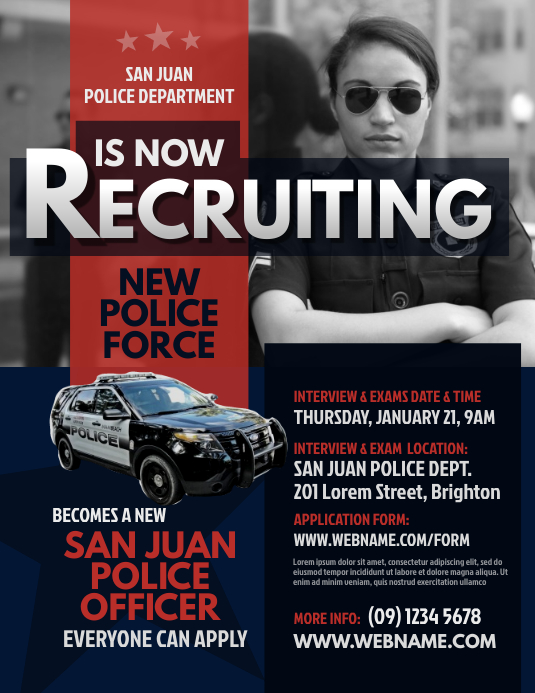 SAN JUAN
POLICE DEPARTMENT
IS NOW
RECRUITING
NEW
POLICE
FORCE
POLICE
BECOMES A NEW
SAN JUAN
POLICE
OFFICER
EVERYONE CAN APPLY
INTERVIEW & EXAMS DATE & TIME
THURSDAY, JANUARY 21, 9AM
INTERVIEW & EXAM LOCATION:
SAN JUAN POLICE DEPT.
201 Lorem Street, Brighton
APPLICATION FORM:
WWW.WEBNAME.COM/FORM
Lorem ipsum dolor sit amet, consectetur adipiscing elit, sed do
eiusmod tempor incididunt ut labore et dolore magna aliqua. Ut
enim ad minim veniam, quis nostrud exercitation ullamco
MORE INFO: (09) 1234 5678
WWW.WEBNAME.COM